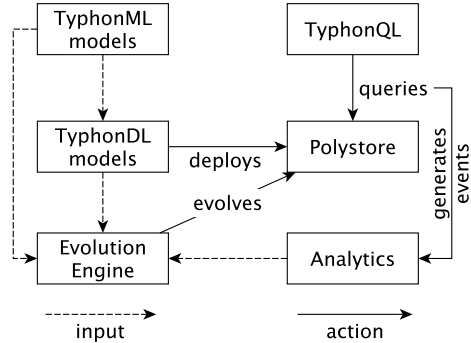 TyphonML
models
TyphonQL
queries
TyphonDL
models
deploys
Polystore
generates
events
evolves
Evolution
Engine
Analytics
input
action